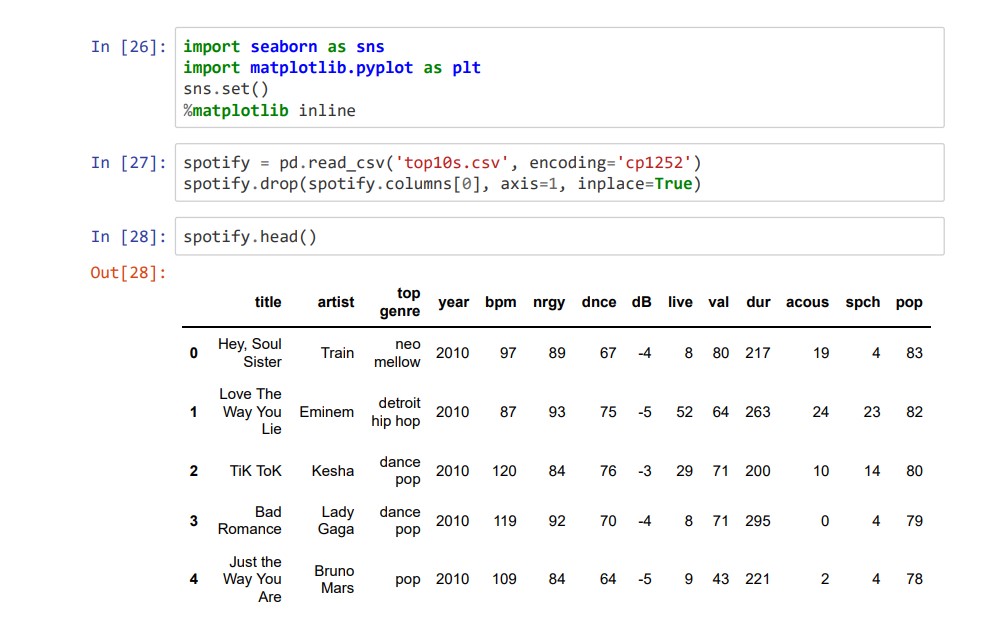 In [26]: import seaborn as sns
import matplotlib.pyplot as plt
sns.set()
%matplotlib inline
In [27]: spotify = pd.read_csv('top10s.csv', encoding='cp1252')
spotify.drop(spotify.columns[0], axis=1, inplace=True)
In [28]: spotify.head()
Out[28]:
title artist top genre year bpm nrgy dnce dB live val dur acous spch pop
0 Hey, Soul Sister Train neo mellow 2010 97 89 67 -4 8 80 217 19 4 83
1 Love The Way You Lie Eminem detroit hip hop 2010 87 93 75 -5 52 64 263 24 23 82
2 TiK ToK Kesha dance pop 2010 120 84 76 -3 29 71 200 10 14 80
3 Bad Romance Lady Gaga dance pop 2010 119 92 70 -4 8 71 295 0 4 79
4 Just the Way You Are Bruno Mars pop 2010 109 84 64 -5 9 43 221 2 4 78